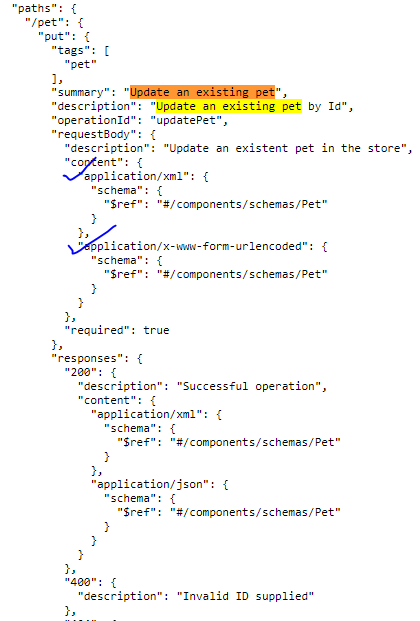 "paths": {
"/pet": {
"put": {
"tags": [
"pet"
],
"summary": "Update an existing pet",
"description": "Update an existing pet by Id",
"operationId": "updatePet",
"requestBody": {
"description": "Update an existent pet in the store",
"content": {
"application/xml": {
"schema": {
"$ref": "#/components/schemas/Pet"
}
},
"application/x-www-form-urlencoded": {
"schema": {
"$ref": "#/components/schemas/Pet"
}
}
},
"required": true
},
"responses": {
"200": {
"description": "Successful operation",
"content": {
"application/xml": {
"schema": {
"$ref": "#/components/schemas/Pet"
}
},
"application/json": {
"schema": {
"$ref": "#/components/schemas/Pet"
}
}
}
},
"400": {
"description": "Invalid ID supplied"
},